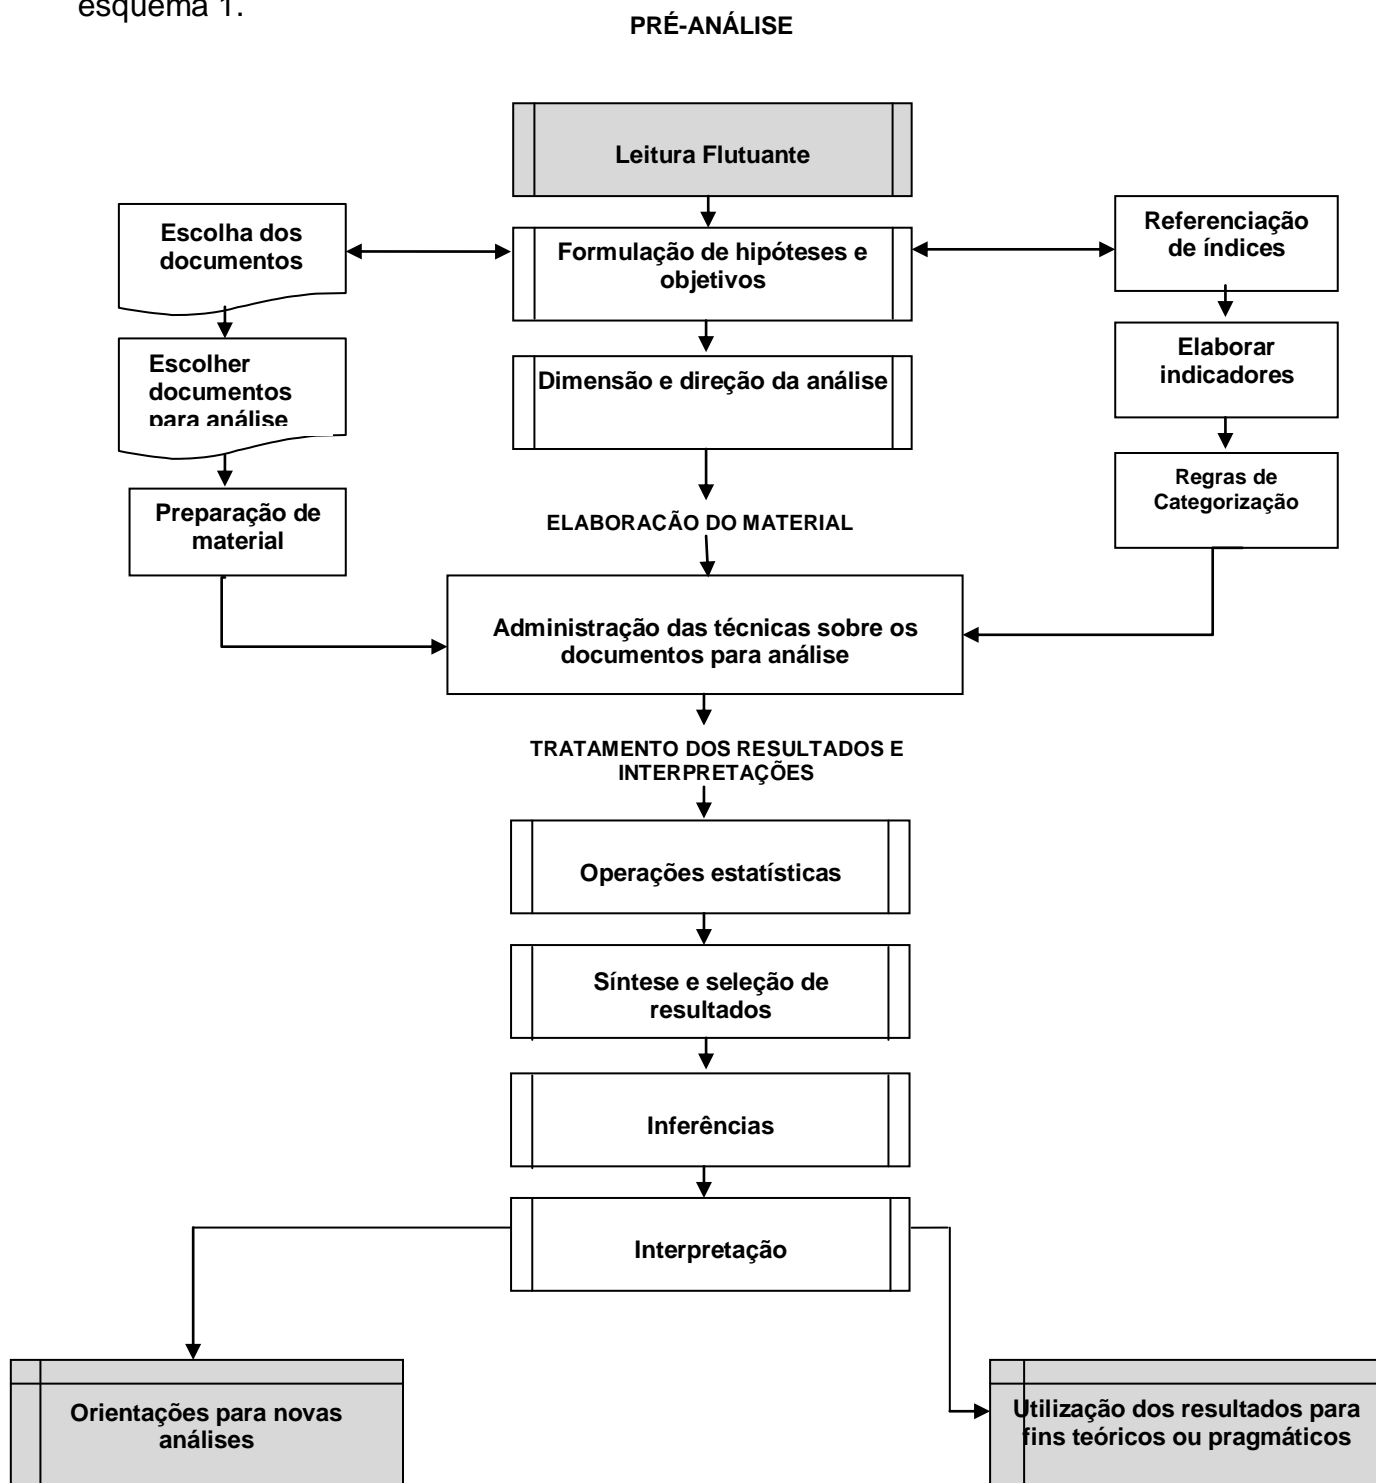 esquema 1.
PRÉ-ANÁLISE
Leitura Flutuante
Escolha dos
documentos
Formulação de hipóteses e
objetivos
Referenciação
de índices
Escolher
documentos
para análise
Dimensão e direção da análise
Elaborar
indicadores
Preparação de
material
ELABORAÇÃO DO MATERIAL
Regras de
Categorização
Administração das técnicas sobre os
documentos para análise
TRATAMENTO DOS RESULTADOS E
INTERPRETAÇÕES
Operações estatísticas
Síntese e seleção de
resultados
Inferências
Interpretação
Orientações para novas
análises
Utilização dos resultados para
fins teóricos ou pragmáticos